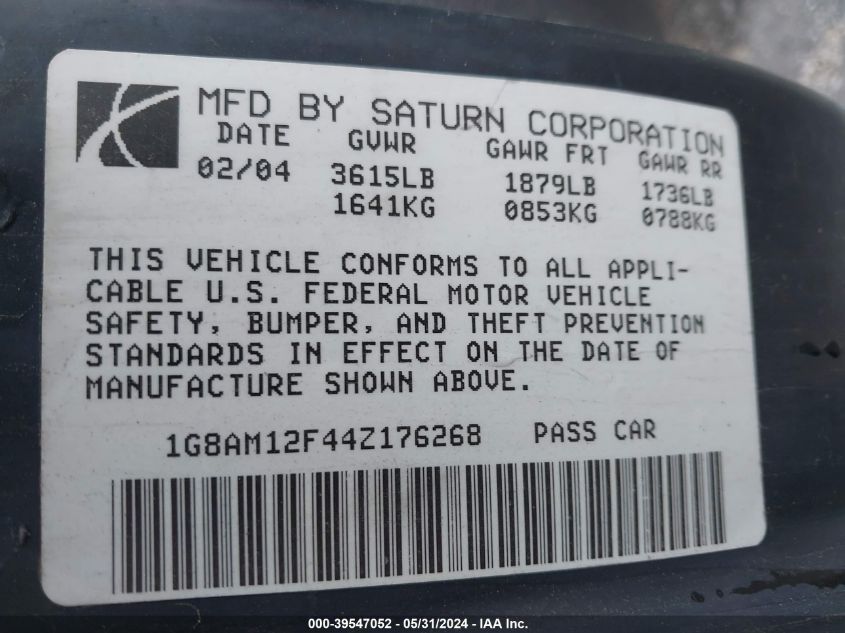 MFD BY SATURN CORPORATION
DATE GVWR GAWR FRT GAWR RR
02/04 3615LB 1879LB 1736LB
1641KG 0853KG 0788KG
THIS VEHICLE CONFORMS TO ALL APPLI-
CABLE U.S. FEDERAL MOTOR VEHICLE
SAFETY, BUMPER, AND THEFT PREVENTION
STANDARDS IN EFFECT ON THE DATE OF
MANUFACTURE SHOWN ABOVE.
1G8AM12F44Z176268 PASS CAR
000-39547052 - 05/31/2024 - IAA Inc.